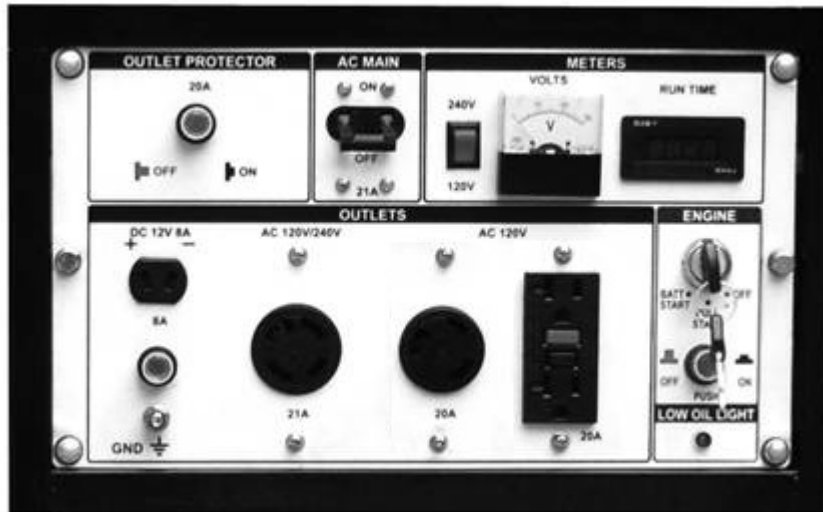 OUTLET PROTECTOR
20A
OFF
ON
AC MAIN
ON
OFF
21A
METERS
VOLTS
240V
120V
V
RUN TIME
OUTLETS
DC 12V 8A
+ −
8A
GND
AC 120V/240V
21A
AC 120V
20A
20A
ENGINE
BATT START
OFF
OFF
ON
PUSH
LOW OIL LIGHT